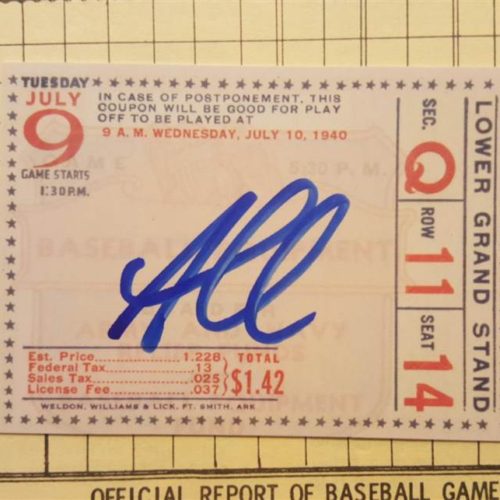 TUESDAY
JULY
9
GAME STARTS
1:30 P.M.
IN CASE OF POSTPONEMENT, THIS
COUPON WILL BE GOOD FOR PLAY
OFF TO BE PLAYED AT
9 A.M. WEDNESDAY, JULY 10, 1940
Est. Price 1.228
Federal Tax .13
Sales Tax .025
License Fee .037
TOTAL
$1.42
WELDON, WILLIAMS & LICK, FT. SMITH, ARK
SEC.
Q
ROW
11
SEAT
14
LOWER GRAND STAND
OFFICIAL REPORT OF BASEBALL GAME